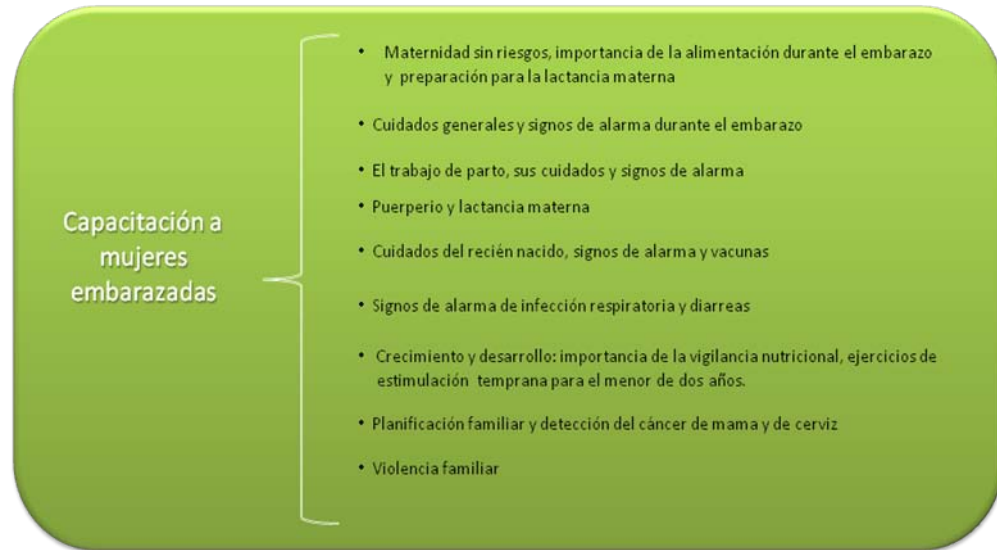 Capacitación a
mujeres
embarazadas
• Maternidad sin riesgos, importancia de la alimentación durante el embarazo
y preparación para la lactancia materna
• Cuidados generales y signos de alarma durante el embarazo
• El trabajo de parto, sus cuidados y signos de alarma
• Puerperio y lactancia materna
• Cuidados del recién nacido, signos de alarma y vacunas
• Signos de alarma de infección respiratoria y diarreas
• Crecimiento y desarrollo: importancia de la vigilancia nutricional, ejercicios de
estimulación temprana para el menor de dos años.
• Planificación familiar y detección del cáncer de mama y de cerviz
• Violencia familiar